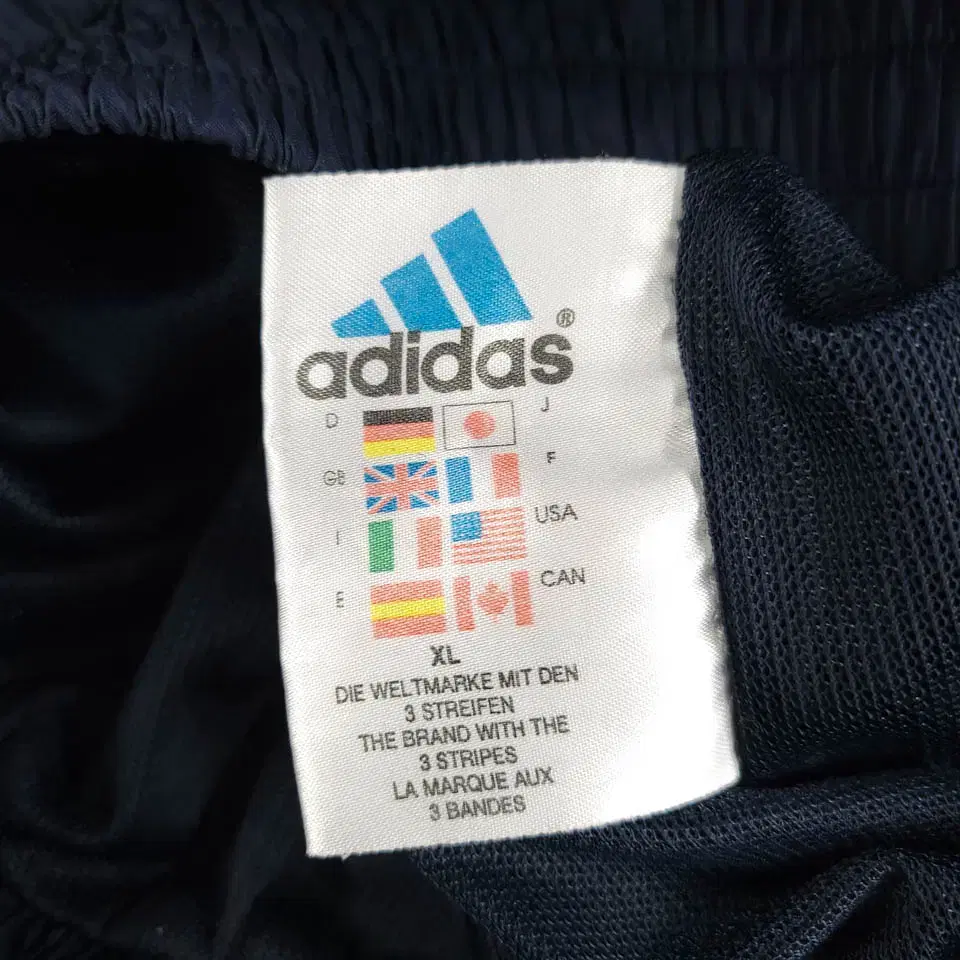 adidas®
D J
GB F
I USA
E CAN
XL
DIE WELTMARKE MIT DEN
3 STREIFEN
THE BRAND WITH THE
3 STRIPES
LA MARQUE AUX
3 BANDES